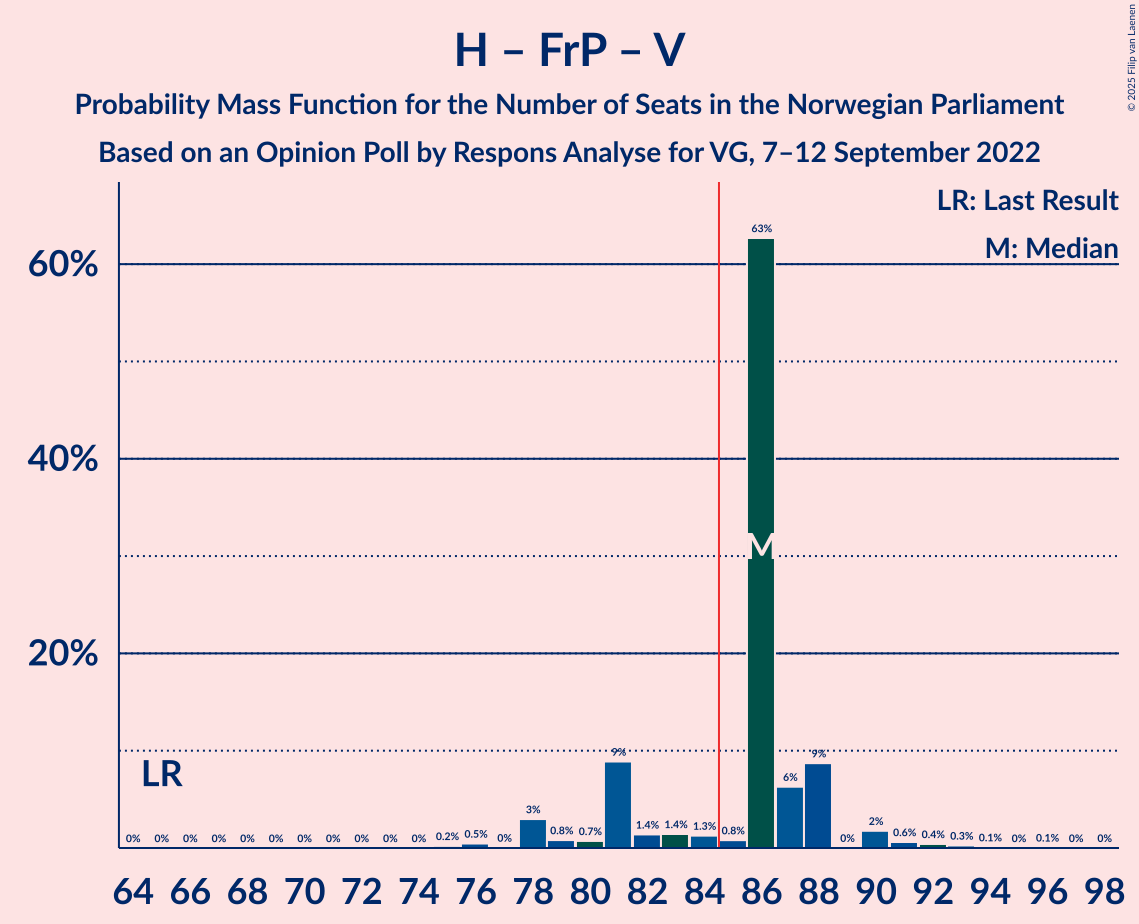 H – FrP – V
Probability Mass Function for the Number of Seats in the Norwegian Parliament
Based on an Opinion Poll by Respons Analyse for VG, 7–12 September 2022
© 2025 Filip van Laenen
LR: Last Result
M: Median
60%
40%
20%
LR
M
0% 0% 0% 0% 0% 0% 0% 0% 0% 0% 0% 0.2% 0.5% 0% 3% 0.8% 0.7% 9% 1.4% 1.4% 1.3% 0.8% 63% 6% 9% 0% 2% 0.6% 0.4% 0.3% 0.1% 0% 0.1% 0% 0%
64 66 68 70 72 74 76 78 80 82 84 86 88 90 92 94 96 98